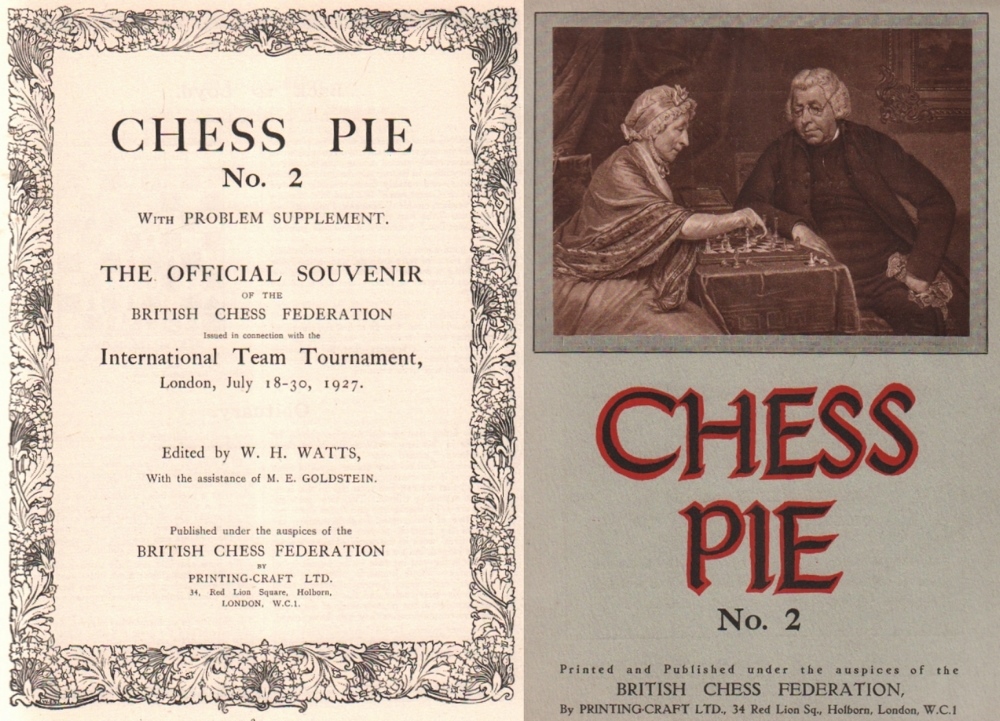 CHESS PIE
No. 2
WITH PROBLEM SUPPLEMENT.
THE OFFICIAL SOUVENIR
OF THE
BRITISH CHESS FEDERATION
Issued in connection with the
International Team Tournament,
London, July 18-30, 1927.
Edited by W. H. WATTS,
With the assistance of M. E. GOLDSTEIN.
Published under the auspices of the
BRITISH CHESS FEDERATION
BY
PRINTING-CRAFT LTD.
34, Red Lion Square, Holborn,
LONDON, W.C.1.
CHESS
PIE
No. 2
Printed and Published under the auspices of the
BRITISH CHESS FEDERATION,
By PRINTING-CRAFT LTD., 34 Red Lion Sq., Holborn, London, W.C.1